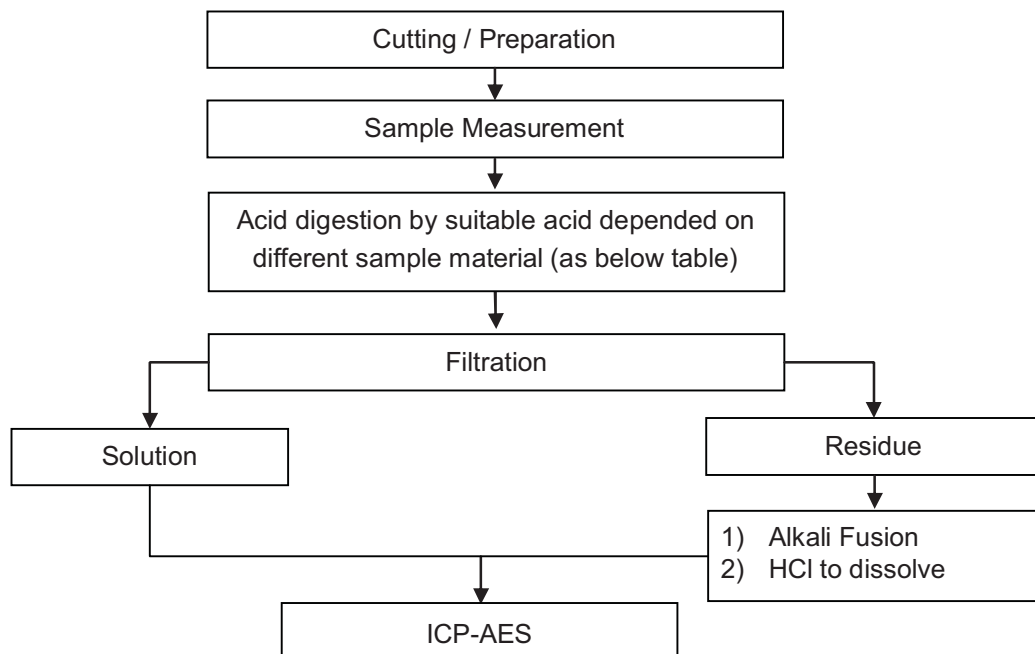 Cutting / Preparation
Sample Measurement
Acid digestion by suitable acid depended on
different sample material (as below table)
Filtration
Solution
Residue
1) Alkali Fusion
2) HCl to dissolve
ICP-AES